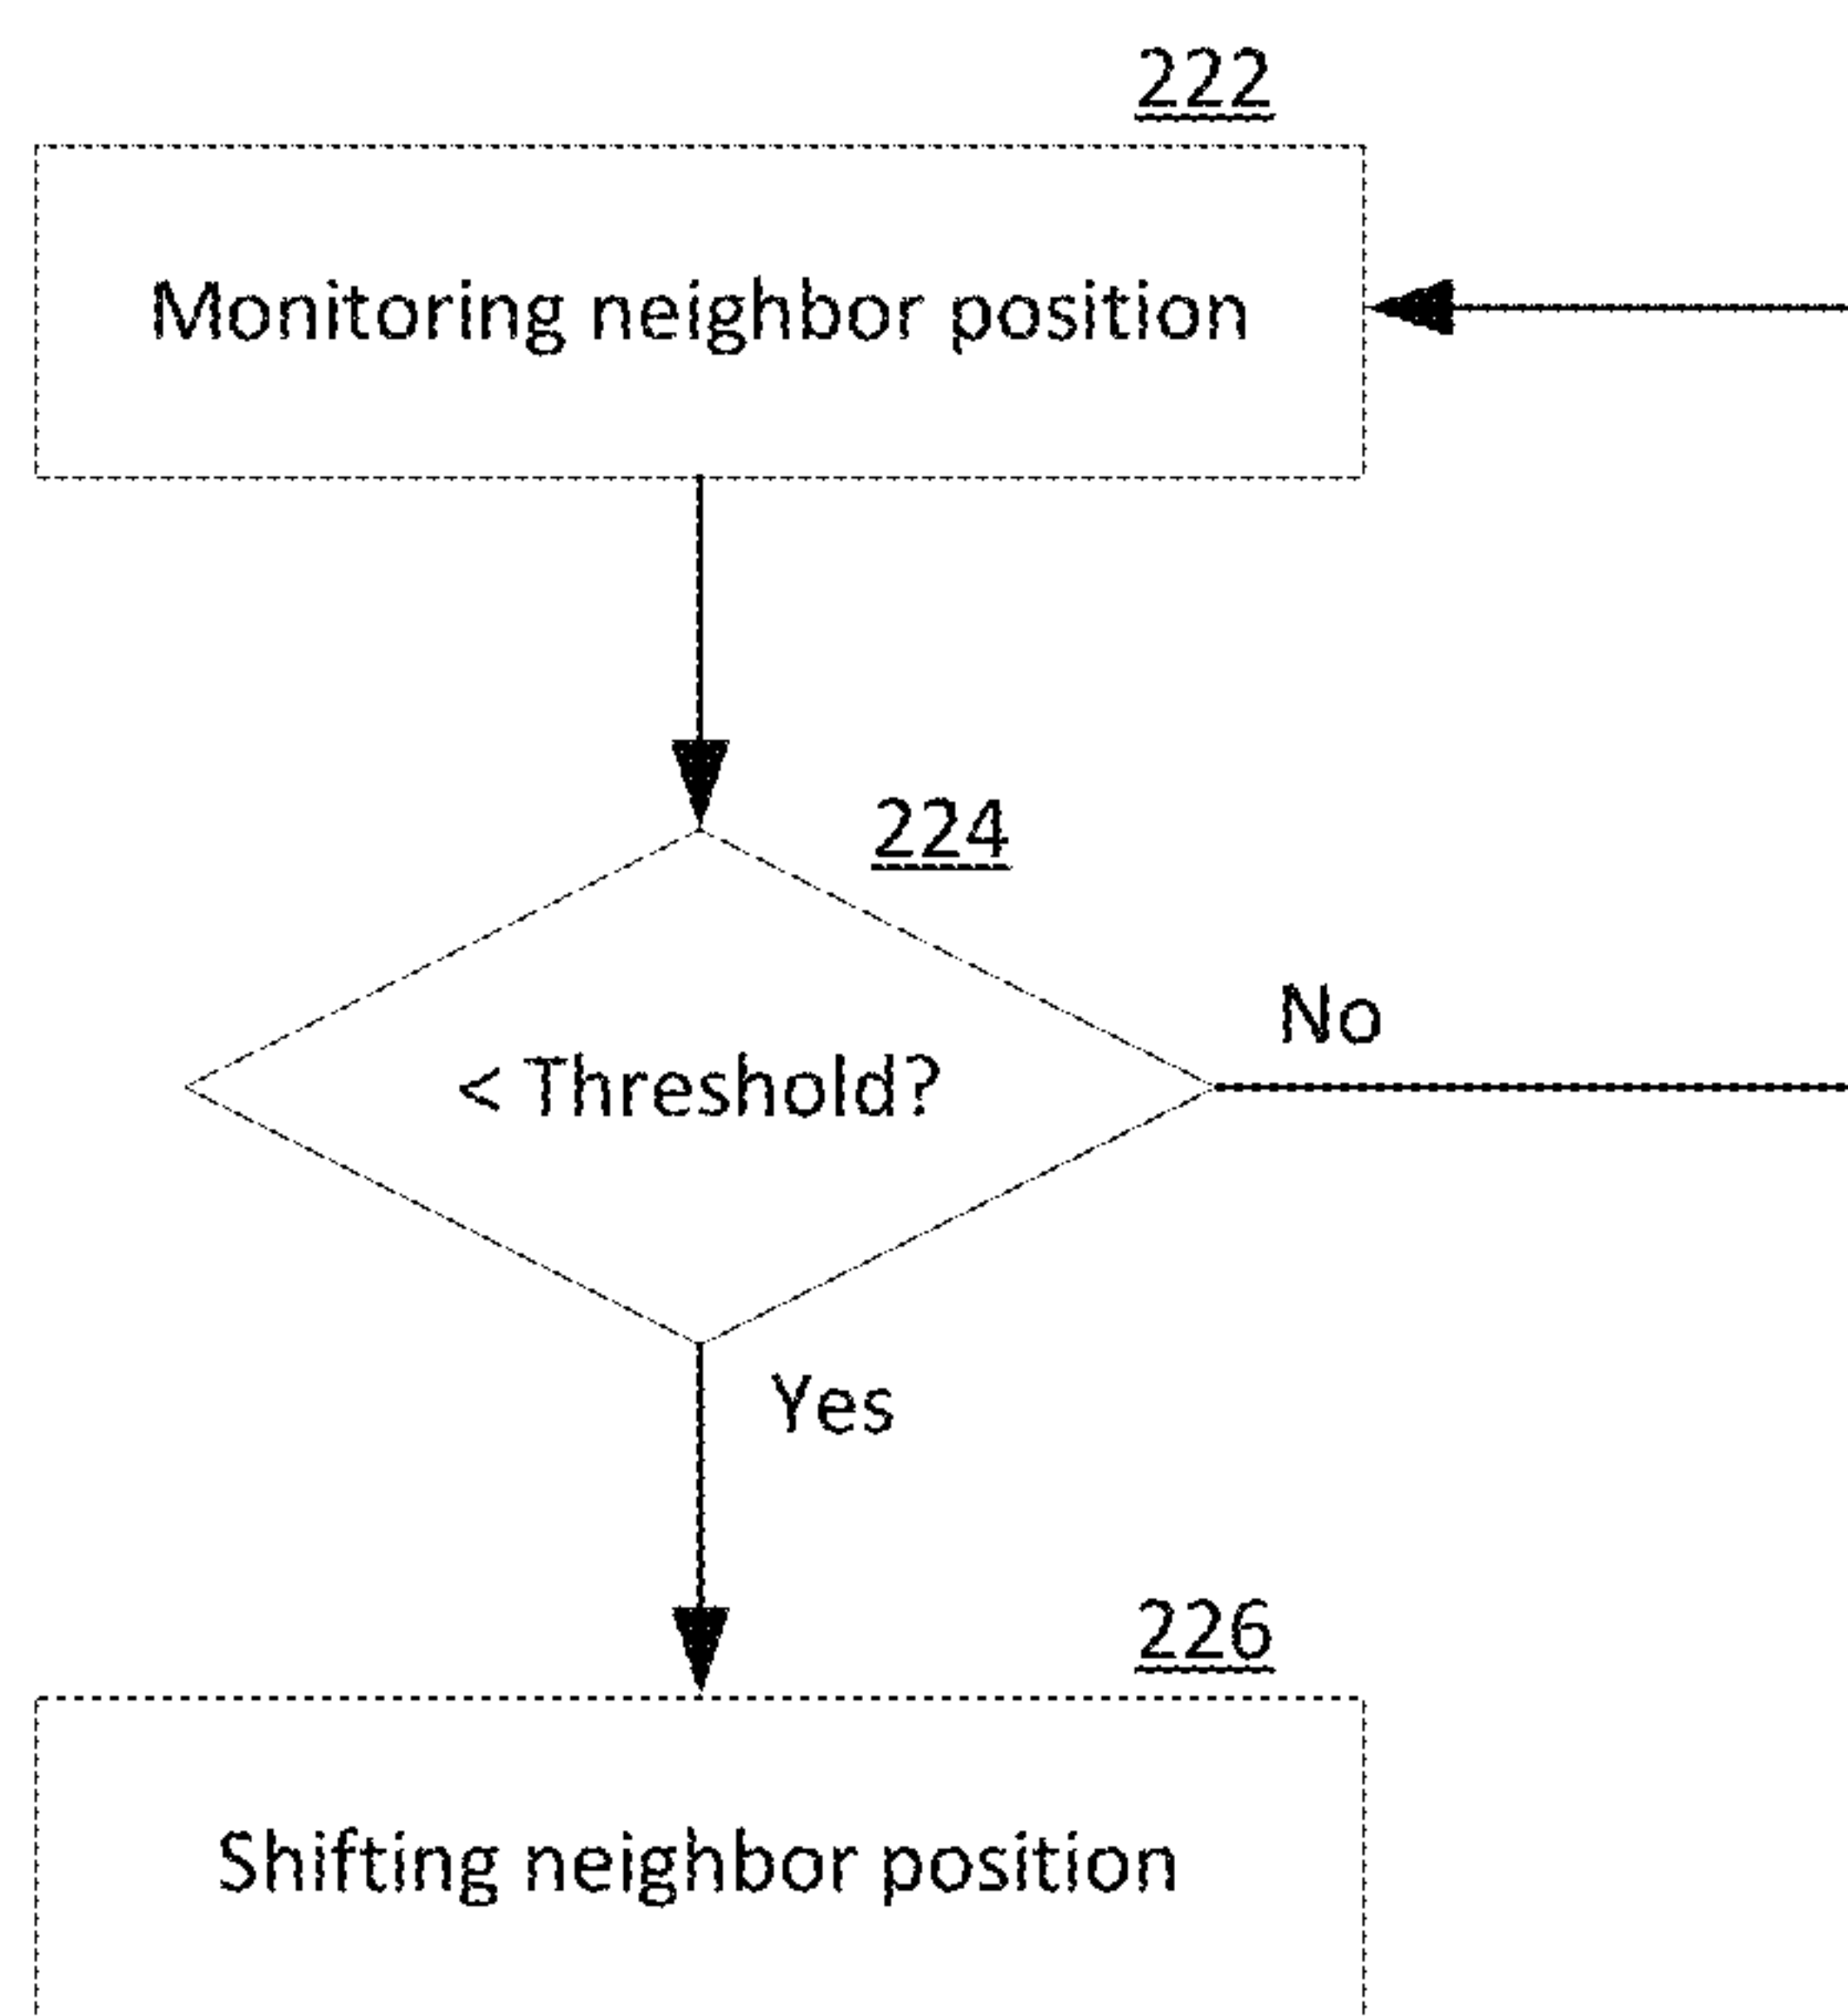 222
Monitoring neighbor position
224
< Threshold?
No
Yes
226
Shifting neighbor position